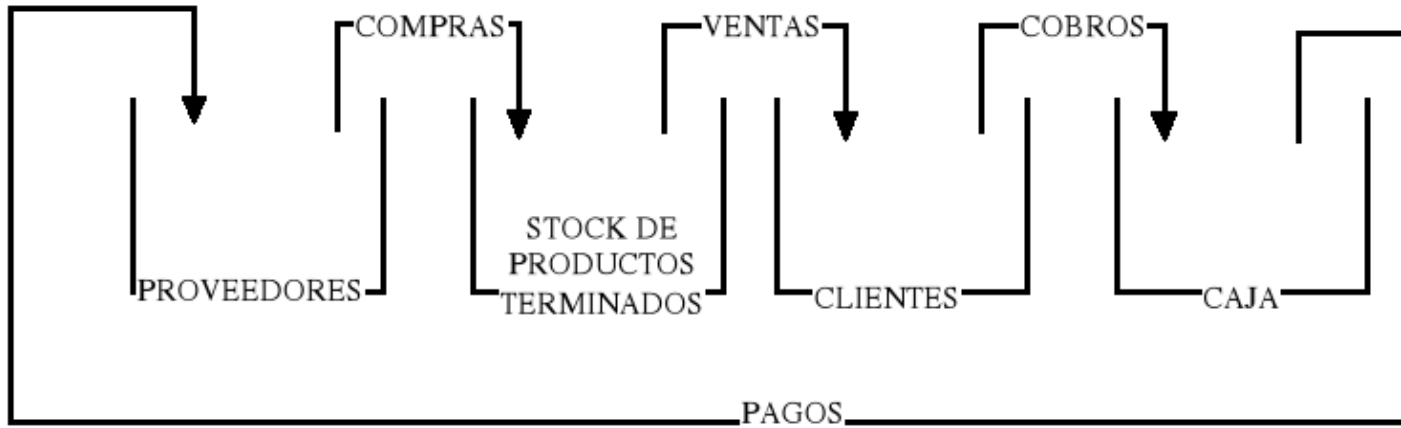 COMPRAS
VENTAS
COBROS
PROVEEDORES
STOCK DE
PRODUCTOS
TERMINADOS
CLIENTES
CAJA
PAGOS